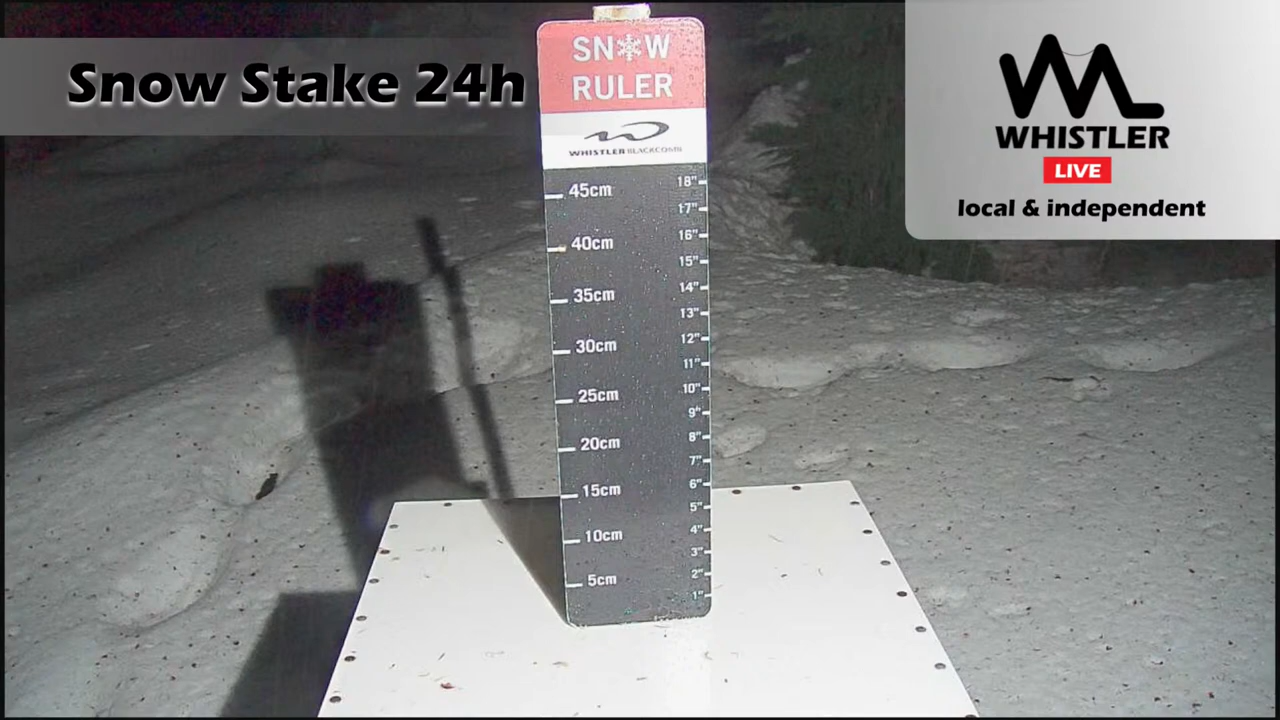 Snow Stake 24h
SNOW
RULER
WHISTLER BLACKCOMB
45cm
40cm
35cm
30cm
25cm
20cm
15cm
10cm
5cm
18"
17"
16"
15"
14"
13"
12"
11"
10"
9"
8"
7"
6"
5"
4"
3"
2"
1"
WHISTLER
LIVE
local & independent